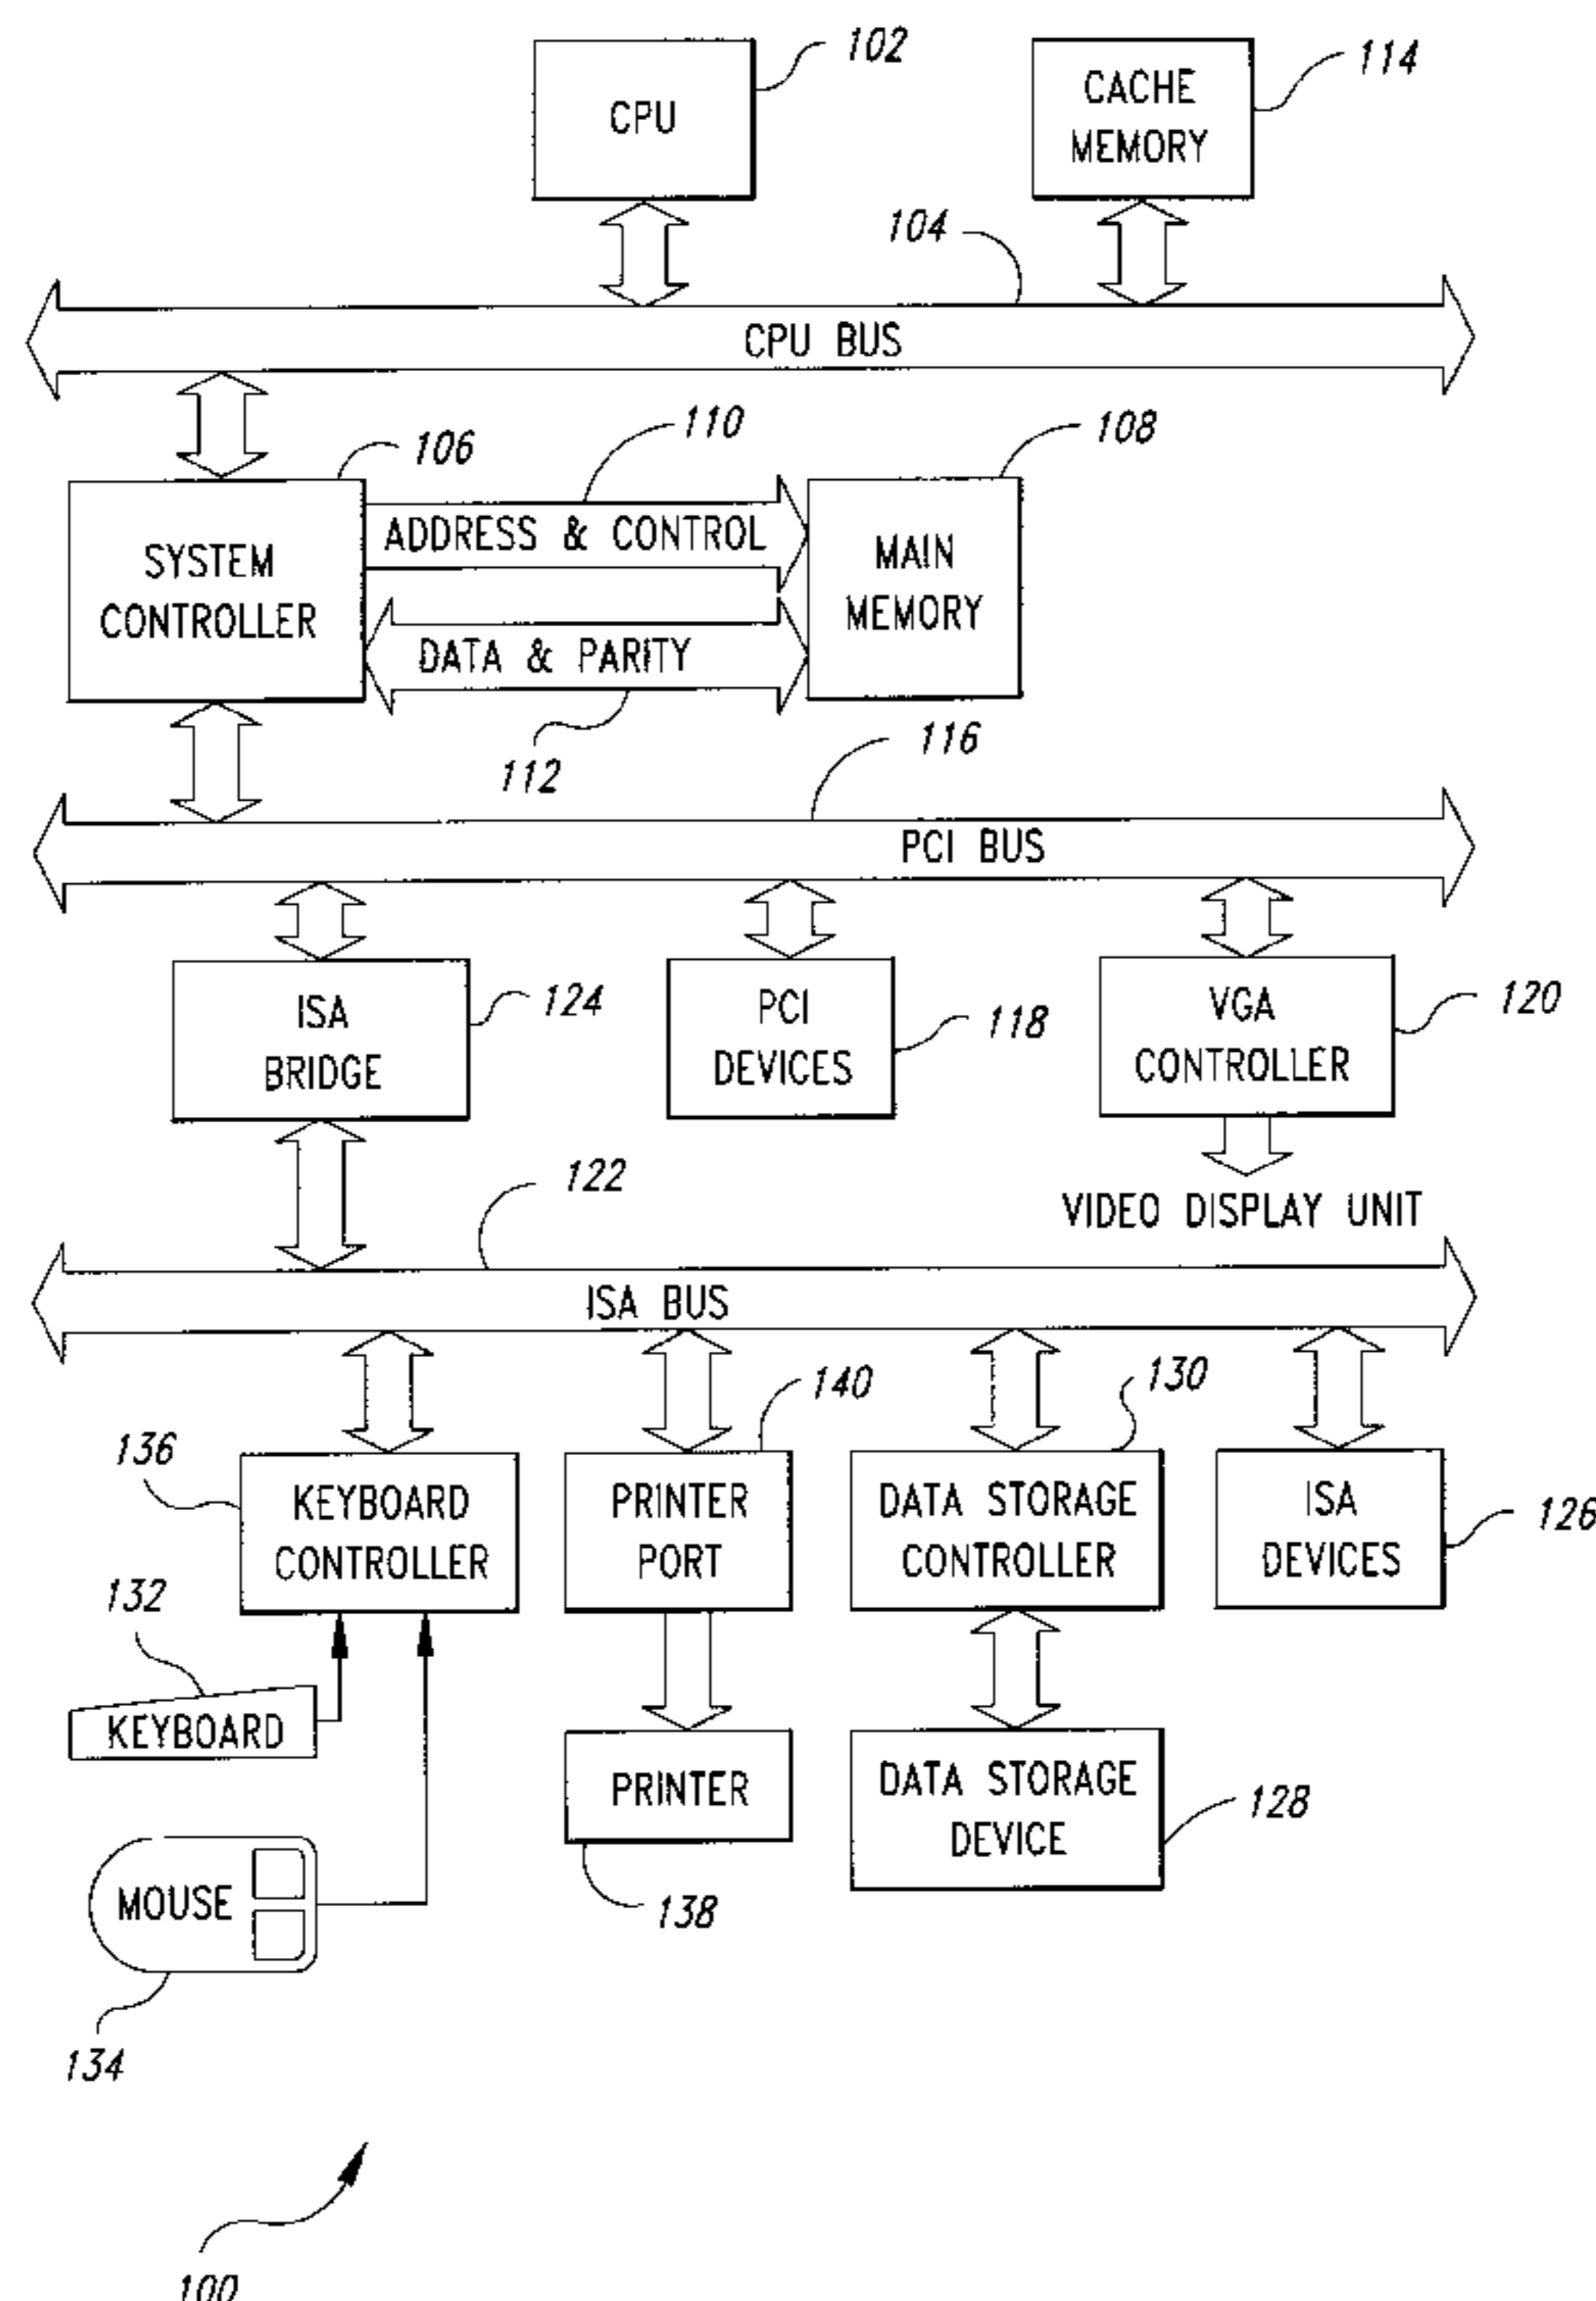 102
114
CPU
CACHE
MEMORY
104
CPU BUS
110
108
106
ADDRESS & CONTROL
SYSTEM
CONTROLLER
MAIN
MEMORY
DATA & PARITY
112
116
PCI BUS
ISA
BRIDGE
124
PCI
DEVICES
118
VGA
CONTROLLER
120
122
VIDEO DISPLAY UNIT
ISA BUS
140
130
136
KEYBOARD
CONTROLLER
PRINTER
PORT
DATA STORAGE
CONTROLLER
ISA
DEVICES
126
132
KEYBOARD
PRINTER
DATA STORAGE
DEVICE
128
MOUSE
138
134
100